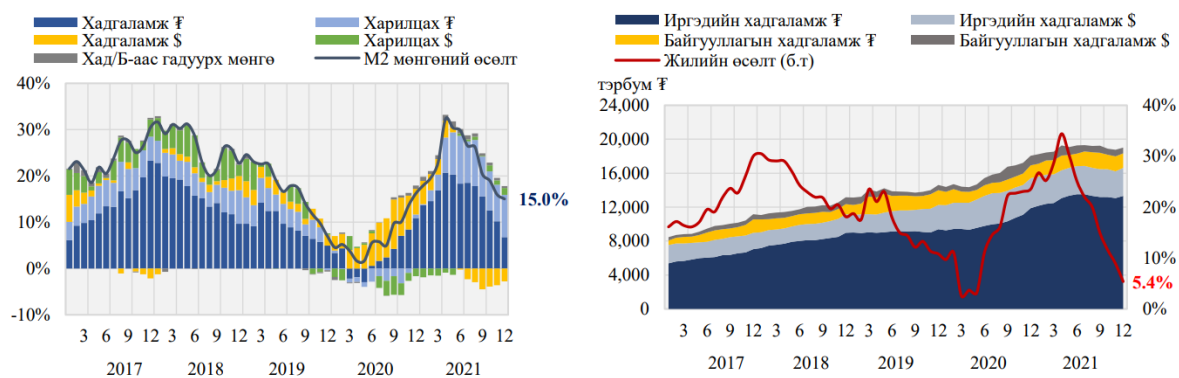 Хадгаламж ₮
Харилцах ₮
Хадгаламж $
Харилцах $
Хад/Б-аас гадуурх мөнгө
М2 мөнгөний өсөлт
40%
30%
20%
10%
0%
-10%
15.0%
3 6 9 12 3 6 9 12 3 6 9 12 3 6 9 12 3 6 9 12
2017 2018 2019 2020 2021
Иргэдийн хадгаламж ₮
Иргэдийн хадгаламж $
Байгууллагын хадгаламж ₮
Байгууллагын хадгаламж $
Жилийн өсөлт (б.т)
тэрбум ₮
24,000
20,000
16,000
12,000
8,000
4,000
0
40%
30%
20%
10%
0%
5.4%
3 6 9 12 3 6 9 12 3 6 9 12 3 6 9 12 3 6 9 12
2017 2018 2019 2020 2021